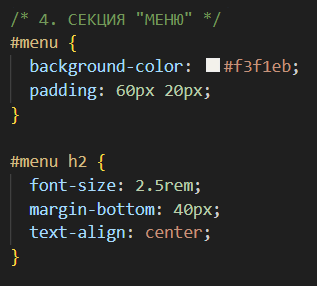 /* 4. СЕКЦИЯ "МЕНЮ" */
#menu {
  background-color: #f3f1eb;
  padding: 60px 20px;
}

#menu h2 {
  font-size: 2.5rem;
  margin-bottom: 40px;
  text-align: center;
}